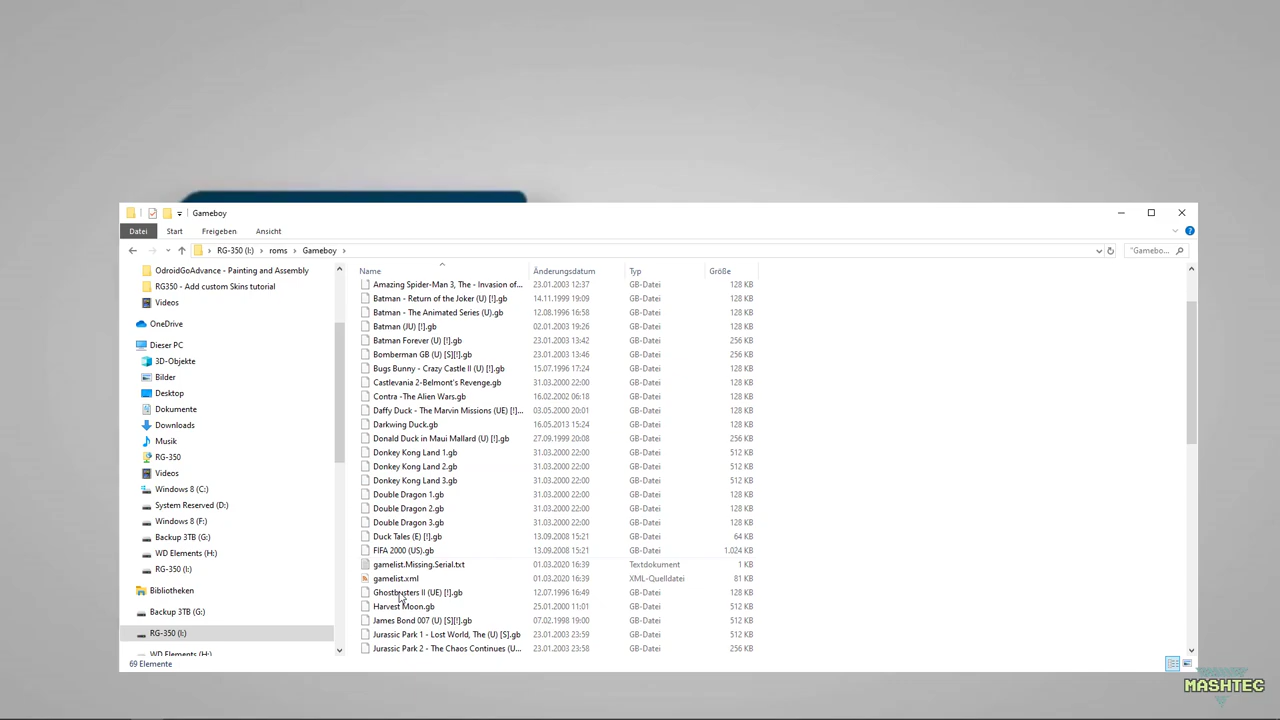 Gameboy
Datei Start Freigeben Ansicht
RG-350 (I:) roms Gameboy "Gamebo...
OdroidGoAdvance - Painting and Assembly
RG350 - Add custom Skins tutorial
Videos
OneDrive
Dieser PC
3D-Objekte
Bilder
Desktop
Dokumente
Downloads
Musik
RG-350
Videos
Windows 8 (C:)
System Reserved (D:)
Windows 8 (F:)
Backup 3TB (G:)
WD Elements (H:)
RG-350 (I:)
Bibliotheken
Backup 3TB (G:)
RG-350 (I:)
WD Elements (H:)
Name Änderungsdatum Typ Größe
Amazing Spider-Man 3, The - Invasion of... 23.01.2003 12:37 GB-Datei 128 KB
Batman - Return of the Joker (U) [!].gb 14.11.1999 19:09 GB-Datei 128 KB
Batman - The Animated Series (U).gb 12.08.1996 16:58 GB-Datei 128 KB
Batman (JU) [!].gb 02.01.2003 19:26 GB-Datei 128 KB
Batman Forever (U) [!].gb 23.01.2003 13:42 GB-Datei 256 KB
Bomberman GB (U) [S][!].gb 23.01.2003 13:46 GB-Datei 256 KB
Bugs Bunny - Crazy Castle II (U) [!].gb 15.07.1996 17:24 GB-Datei 128 KB
Castlevania 2-Belmont's Revenge.gb 31.03.2000 22:00 GB-Datei 128 KB
Contra -The Alien Wars.gb 16.02.2002 06:18 GB-Datei 128 KB
Daffy Duck - The Marvin Missions (UE) [!]... 03.05.2000 20:01 GB-Datei 128 KB
Darkwing Duck.gb 16.05.2013 15:24 GB-Datei 128 KB
Donald Duck in Maui Mallard (U) [!].gb 27.09.1999 20:08 GB-Datei 256 KB
Donkey Kong Land 1.gb 31.03.2000 22:00 GB-Datei 512 KB
Donkey Kong Land 2.gb 31.03.2000 22:00 GB-Datei 512 KB
Donkey Kong Land 3.gb 31.03.2000 22:00 GB-Datei 512 KB
Double Dragon 1.gb 31.03.2000 22:00 GB-Datei 128 KB
Double Dragon 2.gb 31.03.2000 22:00 GB-Datei 128 KB
Double Dragon 3.gb 31.03.2000 22:00 GB-Datei 128 KB
Duck Tales (E) [!].gb 13.09.2008 15:21 GB-Datei 64 KB
FIFA 2000 (US).gb 13.09.2008 15:21 GB-Datei 1.024 KB
gamelist.Missing.Serial.txt 01.03.2020 16:39 Textdokument 1 KB
gamelist.xml 01.03.2020 16:39 XML-Quelldatei 81 KB
Ghostbusters II (UE) [!].gb 12.07.1996 16:49 GB-Datei 128 KB
Harvest Moon.gb 25.01.2000 11:01 GB-Datei 512 KB
James Bond 007 (U) [S][!].gb 07.02.1998 19:00 GB-Datei 512 KB
Jurassic Park 1 - Lost World, The (U) [S].gb 23.01.2003 23:59 GB-Datei 512 KB
Jurassic Park 2 - The Chaos Continues (U... 23.01.2003 23:58 GB-Datei 256 KB
69 Elemente
MASHTEC